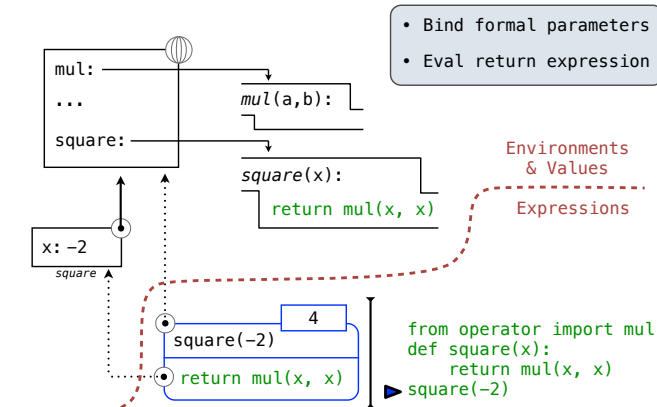 • Bind formal parameters
• Eval return expression
mul:
...
square:
mul(a,b):
square(x):
return mul(x, x)
Environments
& Values
Expressions
x: −2
square
4
square(−2)
return mul(x, x)
from operator import mul
def square(x):
    return mul(x, x)
square(−2)